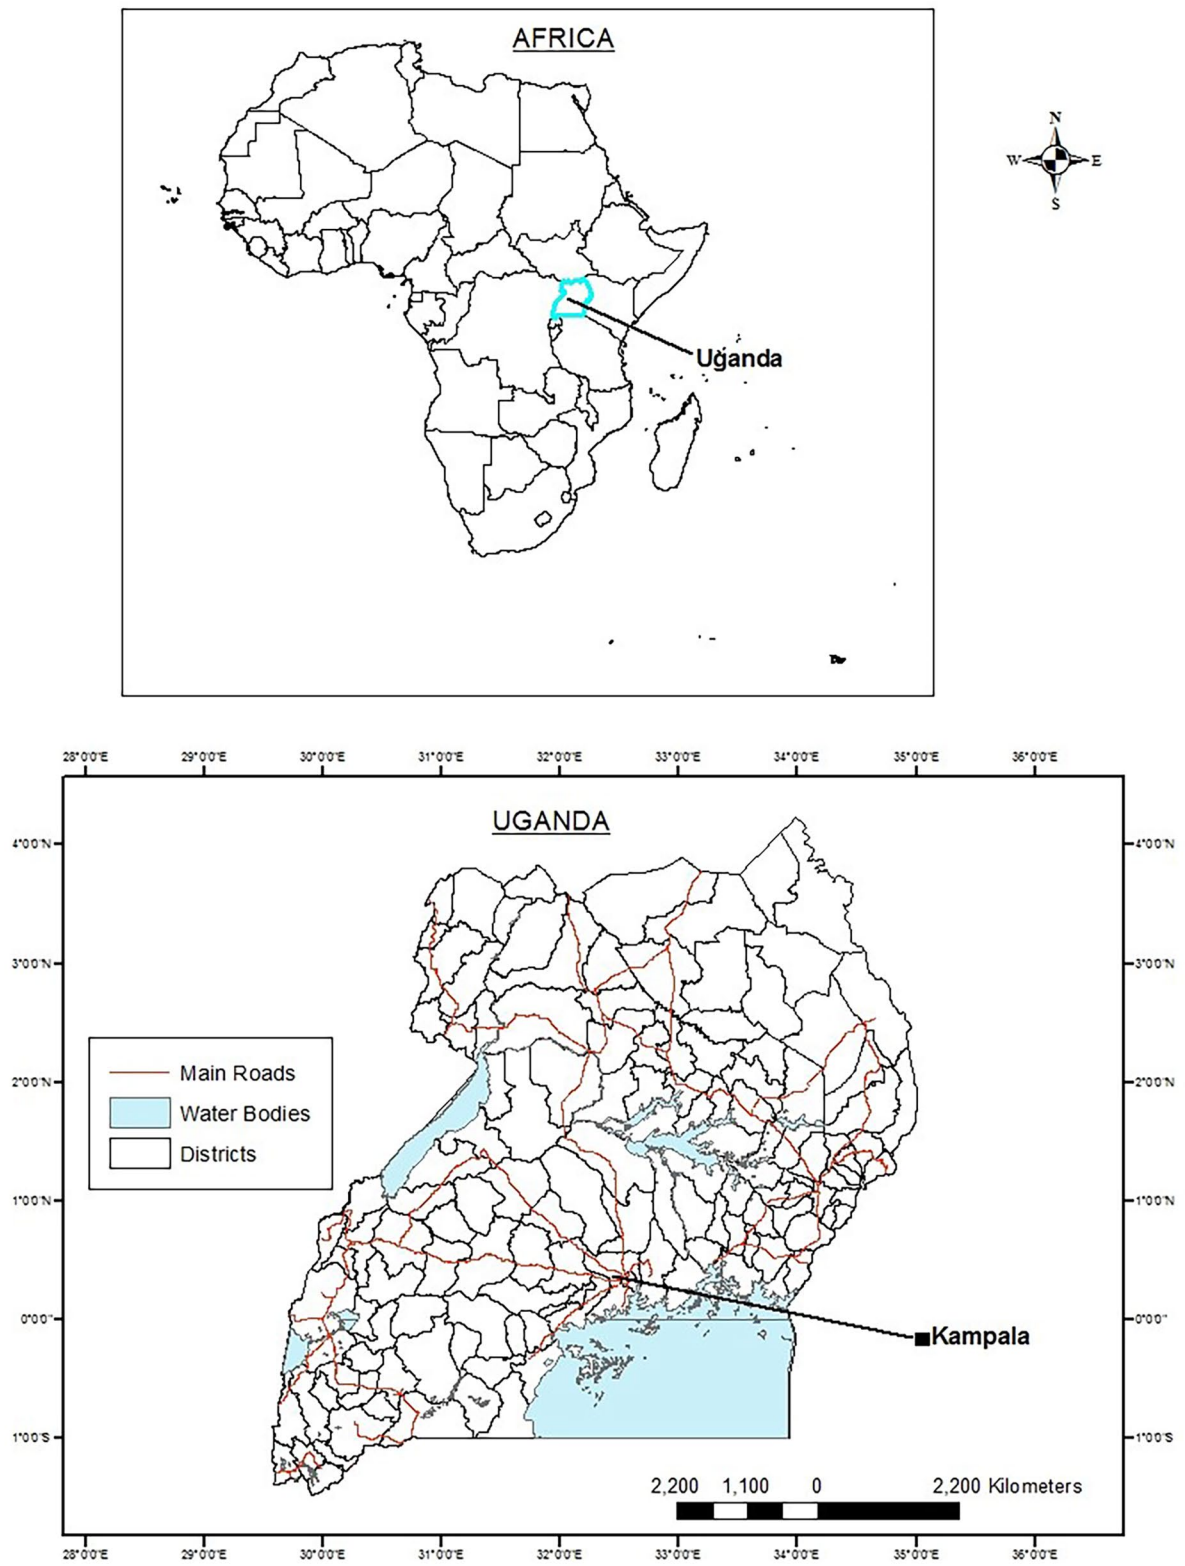 AFRICA
N
W E
S
Uganda
28°0'0"E 29°0'0"E 30°0'0"E 31°0'0"E 32°0'0"E 33°0'0"E 34°0'0"E 35°0'0"E 36°0'0"E
UGANDA
4°0'0"N 4°0'0"N
3°0'0"N 3°0'0"N
Main Roads
2°0'0"N 2°0'0"N
Water Bodies
Districts
1°0'0"N 1°0'0"N
0°0'0" 0°0'0"
Kampala
1°0'0"S 1°0'0"S
2,200 1,100 0 2,200 Kilometers
28°0'0"E 29°0'0"E 30°0'0"E 31°0'0"E 32°0'0"E 33°0'0"E 34°0'0"E 35°0'0"E 36°0'0"E